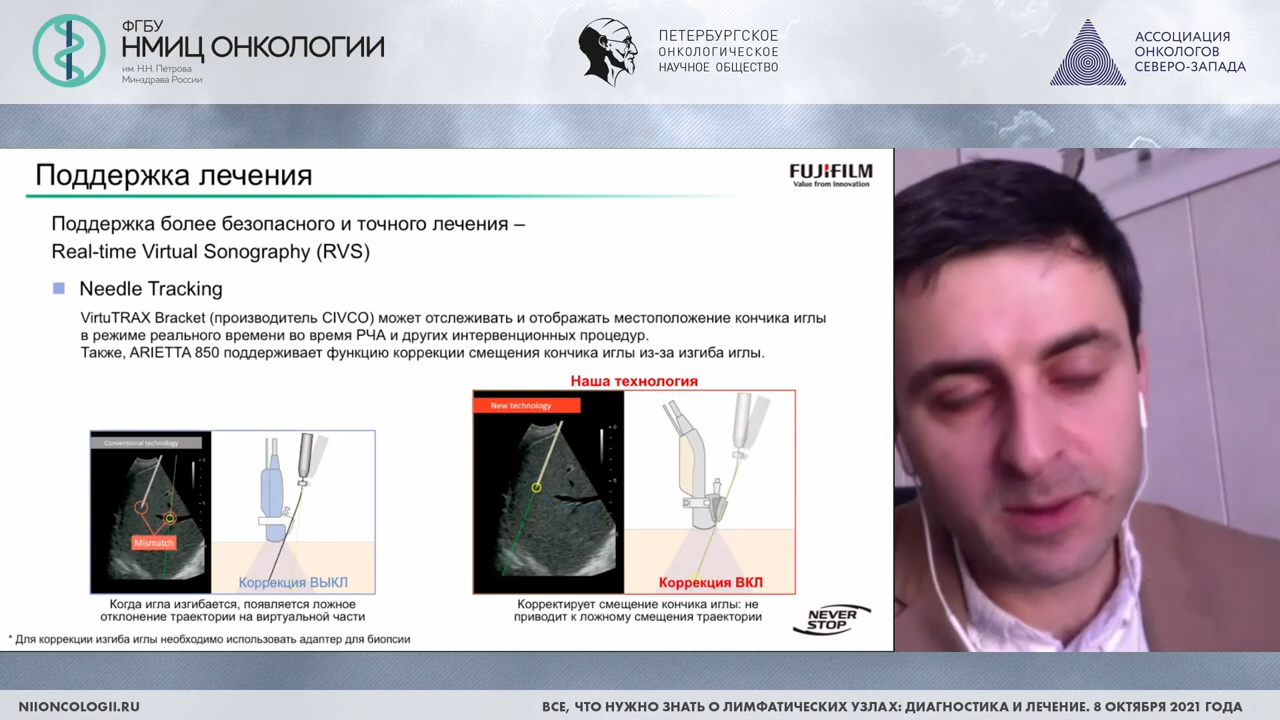 ФГБУ
НМИЦ ОНКОЛОГИИ
им. Н.Н. Петрова
Минздрава России
ПЕТЕРБУРГСКОЕ
ОНКОЛОГИЧЕСКОЕ
НАУЧНОЕ ОБЩЕСТВО
АССОЦИАЦИЯ
ОНКОЛОГОВ
СЕВЕРО-ЗАПАДА
Поддержка лечения
FUJIFILM
Value from Innovation
Поддержка более безопасного и точного лечения –
Real-time Virtual Sonography (RVS)
Needle Tracking
VirtuTRAX Bracket (производитель CIVCO) может отслеживать и отображать местоположение кончика иглы
в режиме реального времени во время РЧА и других интервенционных процедур.
Также, ARIETTA 850 поддерживает функцию коррекции смещения кончика иглы из-за изгиба иглы.
Conventional technology
Mismatch
Коррекция ВЫКЛ
Когда игла изгибается, появляется ложное
отклонение траектории на виртуальной части
Наша технология
New technology
Коррекция ВКЛ
Корректирует смещение кончика иглы: не
приводит к ложному смещения траектории
NEVER
STOP
* Для коррекции изгиба иглы необходимо использовать адаптер для биопсии
NIIONCOLOGII.RU
ВСЕ, ЧТО НУЖНО ЗНАТЬ О ЛИМФАТИЧЕСКИХ УЗЛАХ: ДИАГНОСТИКА И ЛЕЧЕНИЕ. 8 ОКТЯБРЯ 2021 ГОДА